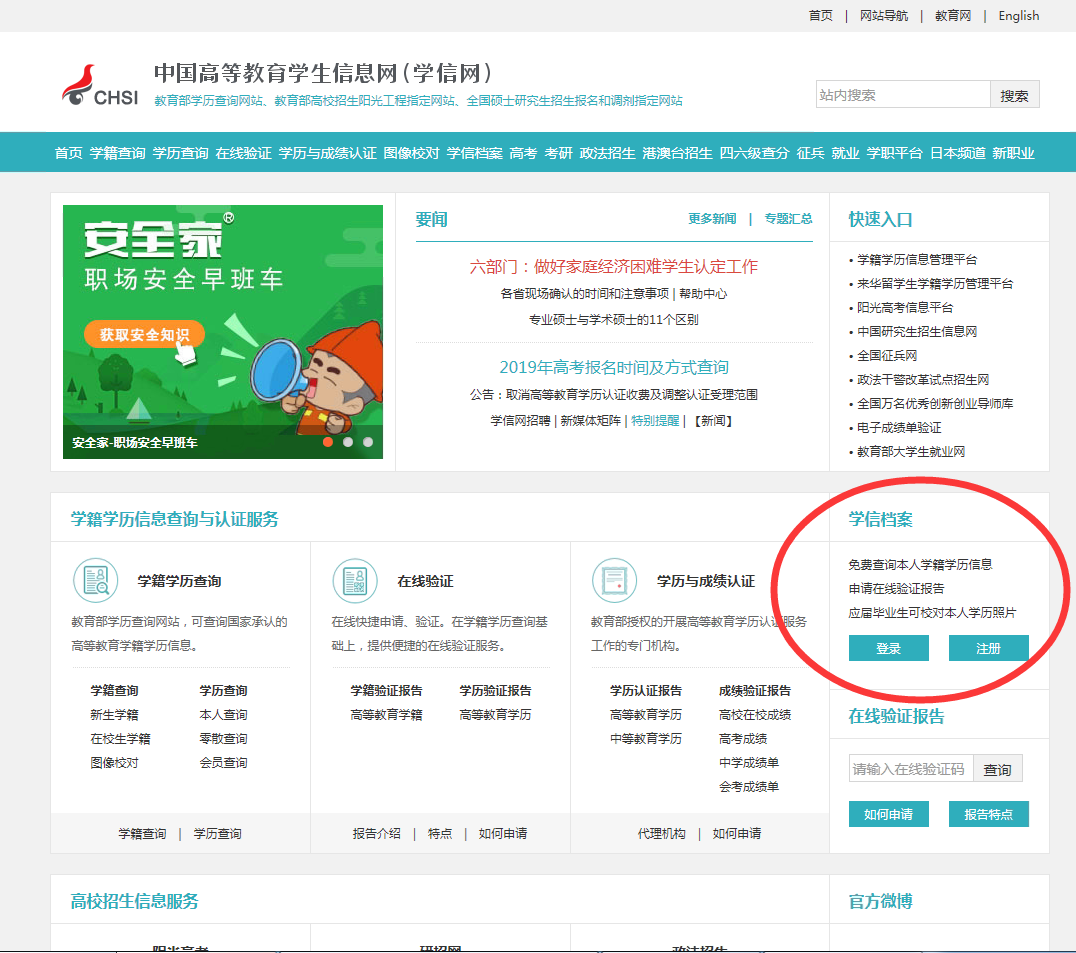 首页 | 网站导航 | 教育网 | English
CHSI
中国高等教育学生信息网(学信网)
教育部学历查询网站、教育部高校招生阳光工程指定网站、全国硕士研究生招生报名和调剂指定网站
站内搜索 搜索
首页 学籍查询 学历查询 在线验证 学历与成绩认证 图像校对 学信档案 高考 考研 政法招生 港澳台招生 四六级查分 征兵 就业 学职平台 日本频道 新职业
安全家®
职场安全早班车
获取安全知识
安全家-职场安全早班车
要闻 更多新闻 | 专题汇总
六部门：做好家庭经济困难学生认定工作
各省现场确认的时间和注意事项 | 帮助中心
专业硕士与学术硕士的11个区别
2019年高考报名时间及方式查询
公告：取消高等教育学历认证收费及调整认证受理范围
学信网招聘 | 新媒体矩阵 | 特别提醒 | 【新闻】
快速入口
• 学籍学历信息管理平台
• 来华留学生学籍学历管理平台
• 阳光高考信息平台
• 中国研究生招生信息网
• 全国征兵网
• 政法干警改革试点招生网
• 全国万名优秀创新创业导师库
• 电子成绩单验证
• 教育部大学生就业网
学籍学历信息查询与认证服务
学籍学历查询
教育部学历查询网站，可查询国家承认的
高等教育学籍学历信息。
学籍查询 学历查询
新生学籍 本人查询
在校生学籍 零散查询
图像校对 会员查询
学籍查询 | 学历查询
在线验证
在线快捷申请、验证。在学籍学历查询基
础上，提供便捷的在线验证服务。
学籍验证报告 学历验证报告
高等教育学籍 高等教育学历
报告介绍 | 特点 | 如何申请
学历与成绩认证
教育部授权的开展高等教育学历认证服务
工作的专门机构。
学历认证报告 成绩验证报告
高等教育学历 高校在校成绩
中等教育学历 高考成绩
中学成绩单
会考成绩单
代理机构 | 如何申请
学信档案
免费查询本人学籍学历信息
申请在线验证报告
应届毕业生可校对本人学历照片
登录 注册
在线验证报告
请输入在线验证码 查询
如何申请 报告特点
高校招生信息服务
官方微博
阳光高考 研招网 政法招生